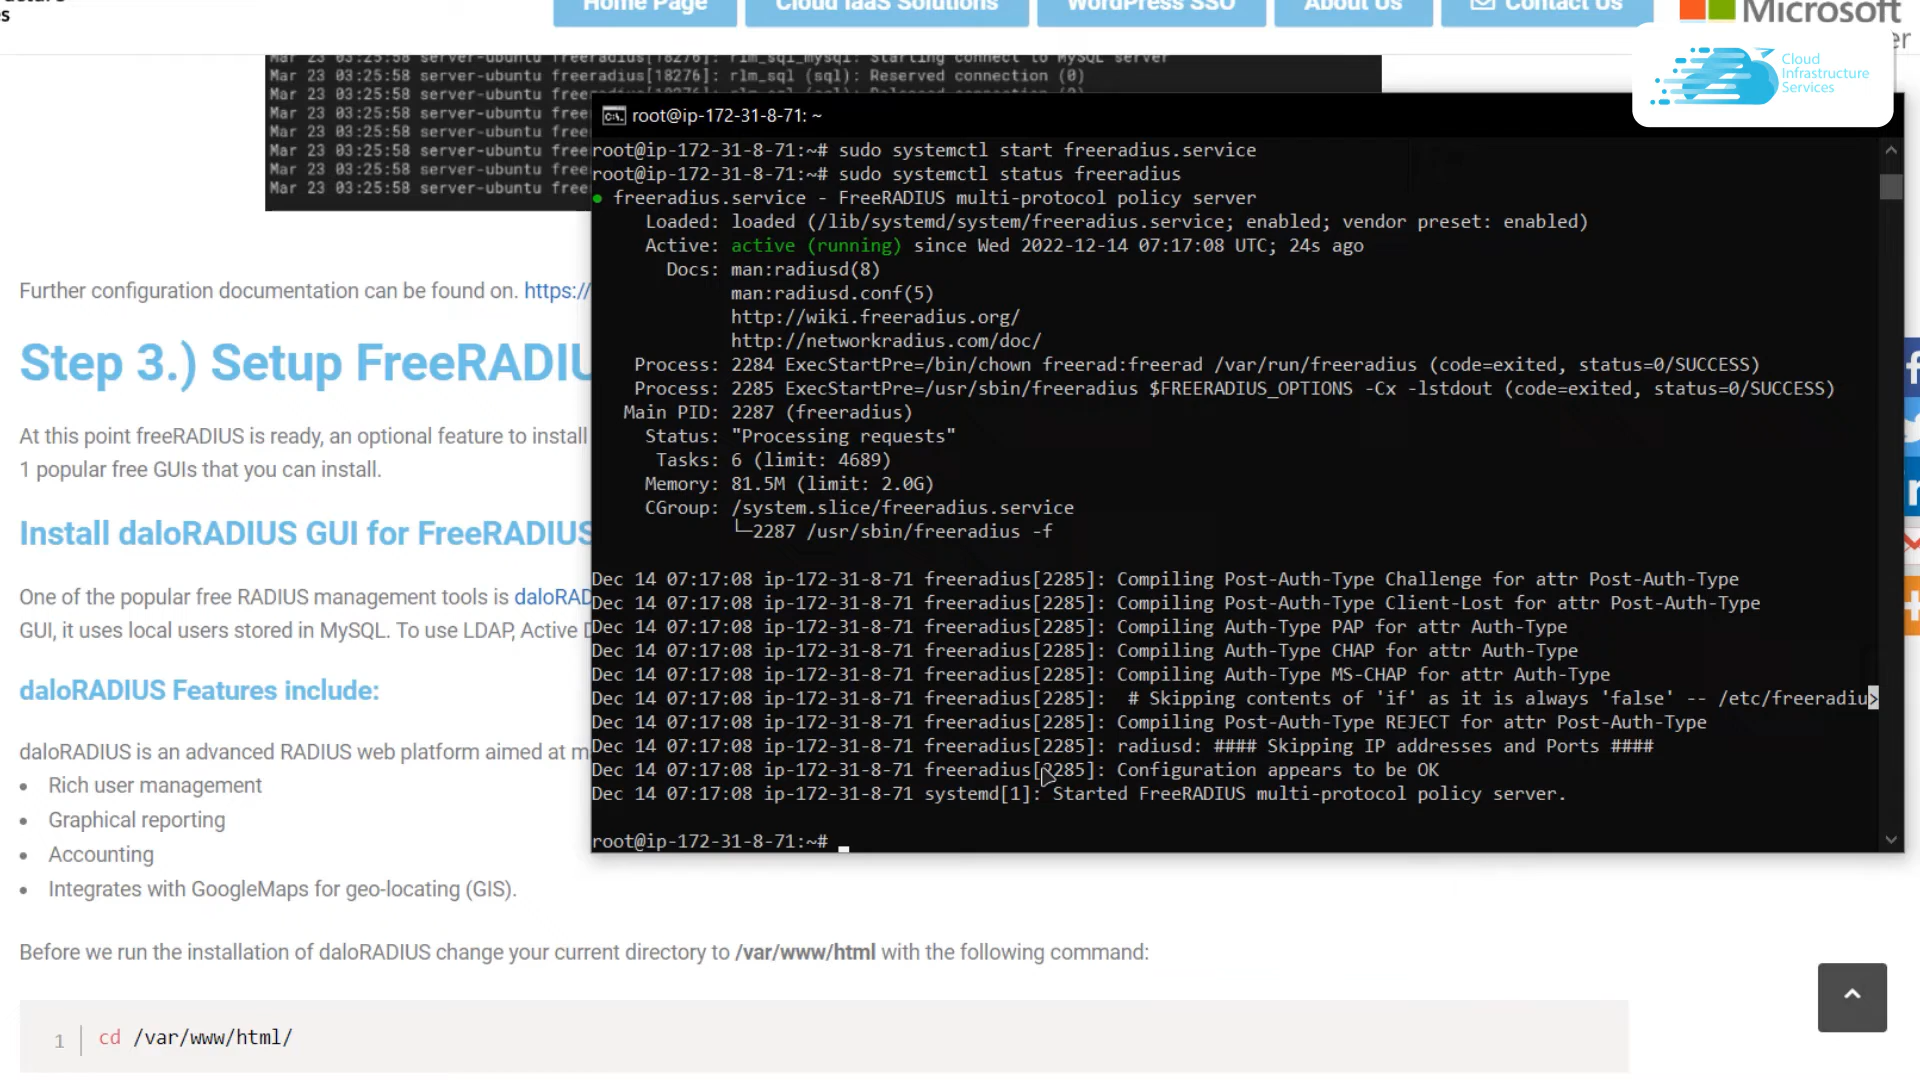 es
Home Page
Cloud IaaS Solutions
WordPress SSO
About Us
Contact Us
Microsoft
er
Cloud
Infrastructure
Services
Mar 23 03:25:58 server-ubuntu freeradius[18276]: rlm_sql_mysql: Starting connect to MySQL server
Mar 23 03:25:58 server-ubuntu freeradius[18276]: rlm_sql (sql): Reserved connection (0)
Mar 23 03:25:58 server-ubuntu freeradius[18276]: rlm_sql (sql): Released connection (0)
Mar 23 03:25:58 server-ubuntu free
Mar 23 03:25:58 server-ubuntu free
Mar 23 03:25:58 server-ubuntu free
Mar 23 03:25:58 server-ubuntu free
Mar 23 03:25:58 server-ubuntu free
root@ip-172-31-8-71: ~
root@ip-172-31-8-71:~# sudo systemctl start freeradius.service
root@ip-172-31-8-71:~# sudo systemctl status freeradius
● freeradius.service - FreeRADIUS multi-protocol policy server
Loaded: loaded (/lib/systemd/system/freeradius.service; enabled; vendor preset: enabled)
Active: active (running) since Wed 2022-12-14 07:17:08 UTC; 24s ago
Docs: man:radiusd(8)
man:radiusd.conf(5)
http://wiki.freeradius.org/
http://networkradius.com/doc/
Process: 2284 ExecStartPre=/bin/chown freerad:freerad /var/run/freeradius (code=exited, status=0/SUCCESS)
Process: 2285 ExecStartPre=/usr/sbin/freeradius $FREERADIUS_OPTIONS -Cx -lstdout (code=exited, status=0/SUCCESS)
Main PID: 2287 (freeradius)
Status: "Processing requests"
Tasks: 6 (limit: 4689)
Memory: 81.5M (limit: 2.0G)
CGroup: /system.slice/freeradius.service
└─2287 /usr/sbin/freeradius -f
Dec 14 07:17:08 ip-172-31-8-71 freeradius[2285]: Compiling Post-Auth-Type Challenge for attr Post-Auth-Type
Dec 14 07:17:08 ip-172-31-8-71 freeradius[2285]: Compiling Post-Auth-Type Client-Lost for attr Post-Auth-Type
Dec 14 07:17:08 ip-172-31-8-71 freeradius[2285]: Compiling Auth-Type PAP for attr Auth-Type
Dec 14 07:17:08 ip-172-31-8-71 freeradius[2285]: Compiling Auth-Type CHAP for attr Auth-Type
Dec 14 07:17:08 ip-172-31-8-71 freeradius[2285]: Compiling Auth-Type MS-CHAP for attr Auth-Type
Dec 14 07:17:08 ip-172-31-8-71 freeradius[2285]: # Skipping contents of 'if' as it is always 'false' -- /etc/freeradiu>
Dec 14 07:17:08 ip-172-31-8-71 freeradius[2285]: Compiling Post-Auth-Type REJECT for attr Post-Auth-Type
Dec 14 07:17:08 ip-172-31-8-71 freeradius[2285]: radiusd: #### Skipping IP addresses and Ports ####
Dec 14 07:17:08 ip-172-31-8-71 freeradius[2285]: Configuration appears to be OK
Dec 14 07:17:08 ip-172-31-8-71 systemd[1]: Started FreeRADIUS multi-protocol policy server.
root@ip-172-31-8-71:~#
Further configuration documentation can be found on. https://
Step 3.) Setup FreeRADIU
At this point freeRADIUS is ready, an optional feature to install
1 popular free GUIs that you can install.
Install daloRADIUS GUI for FreeRADIUS
One of the popular free RADIUS management tools is daloRAD
GUI, it uses local users stored in MySQL. To use LDAP, Active D
daloRADIUS Features include:
daloRADIUS is an advanced RADIUS web platform aimed at m
• Rich user management
• Graphical reporting
• Accounting
• Integrates with GoogleMaps for geo-locating (GIS).
Before we run the installation of daloRADIUS change your current directory to /var/www/html with the following command:
1 cd /var/www/html/